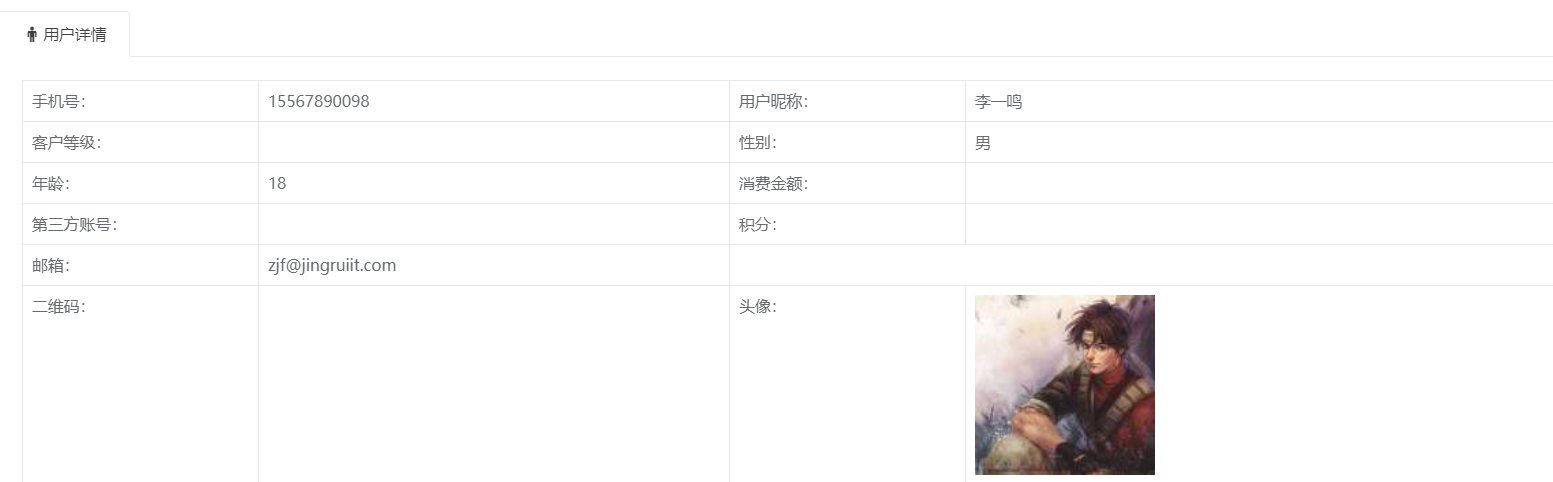 用户详情
手机号： 15567890098 用户昵称： 李一鸣
客户等级： 性别： 男
年龄： 18 消费金额：
第三方账号： 积分：
邮箱： zjf@jingruiit.com
二维码： 头像：